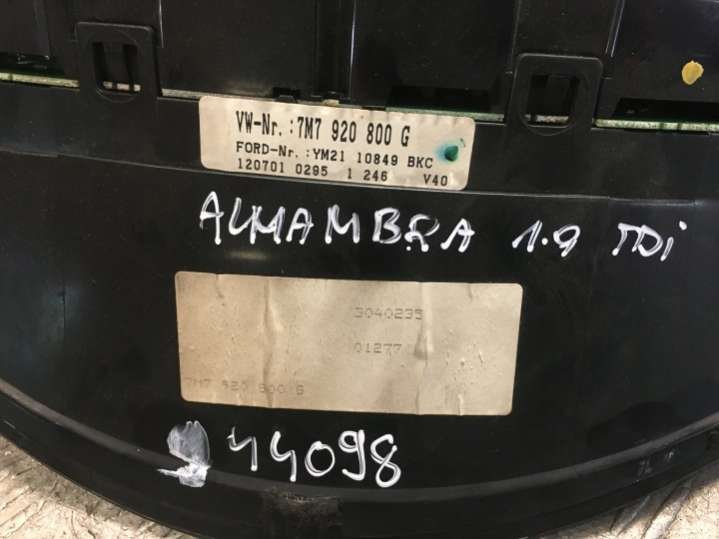 VW-Nr.:7M7 920 800 G
FORD-Nr.:YM21 10849 BKC
120701 0295 1 246 V40
ALHAMBRA 1.9 TDi
3040235
01277
7M7 920 800 G
44098